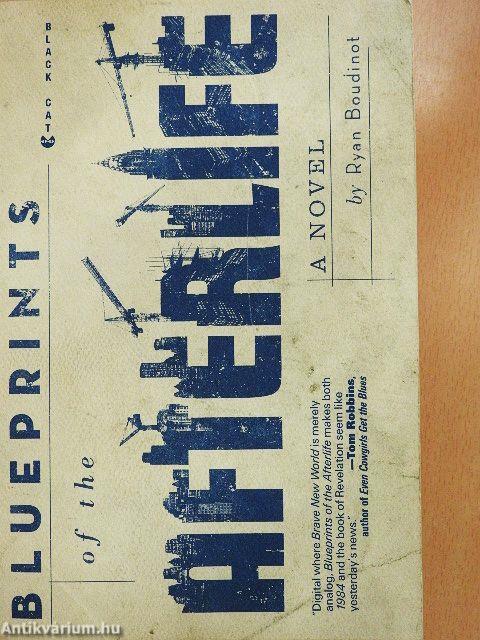 BLUEPRINTS
of the
AFTERLIFE
A NOVEL
by Ryan Boudinot
BLACK CAT
"Digital where Brave New World is merely
analog, Blueprints of the Afterlife makes both
1984 and the book of Revelation seem like
yesterday's news."
—Tom Robbins,
author of Even Cowgirls Get the Blues
Antikvárium.hu